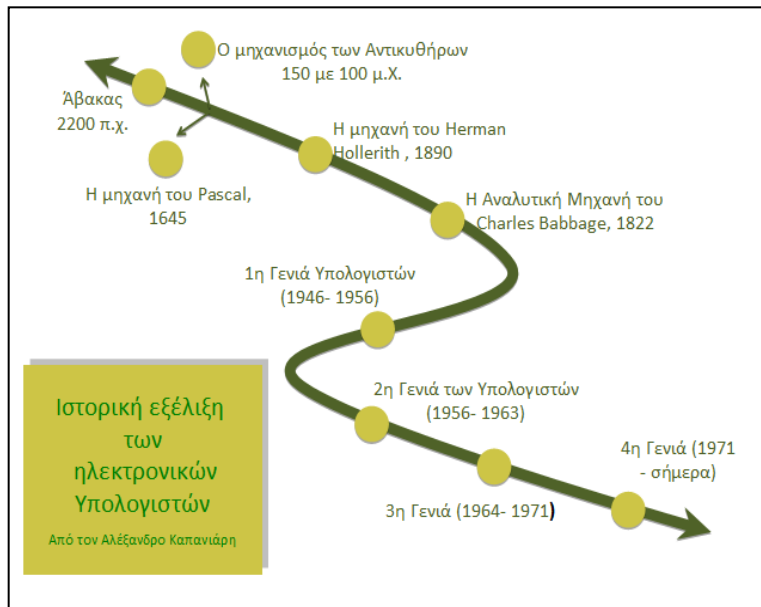 Ο μηχανισμός των Αντικυθήρων
150 με 100 μ.Χ.
Άβακας
2200 π.χ.
Η μηχανή του Pascal,
1645
Η μηχανή του Herman
Hollerith , 1890
Η Αναλυτική Μηχανή του
Charles Babbage, 1822
1η Γενιά Υπολογιστών
(1946- 1956)
2η Γενιά των Υπολογιστών
(1956- 1963)
3η Γενιά (1964- 1971)
4η Γενιά (1971
- σήμερα)
Ιστορική εξέλιξη
των
ηλεκτρονικών
Υπολογιστών
Από τον Αλέξανδρο Καπανιάρη